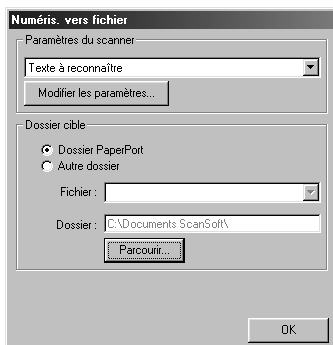 Numéris. vers fichier
Paramètres du scanner
Texte à reconnaître
Modifier les paramètres...
Dossier cible
Dossier PaperPort
Autre dossier
Fichier :
Dossier : C:\Documents ScanSoft\
Parcourir...
OK